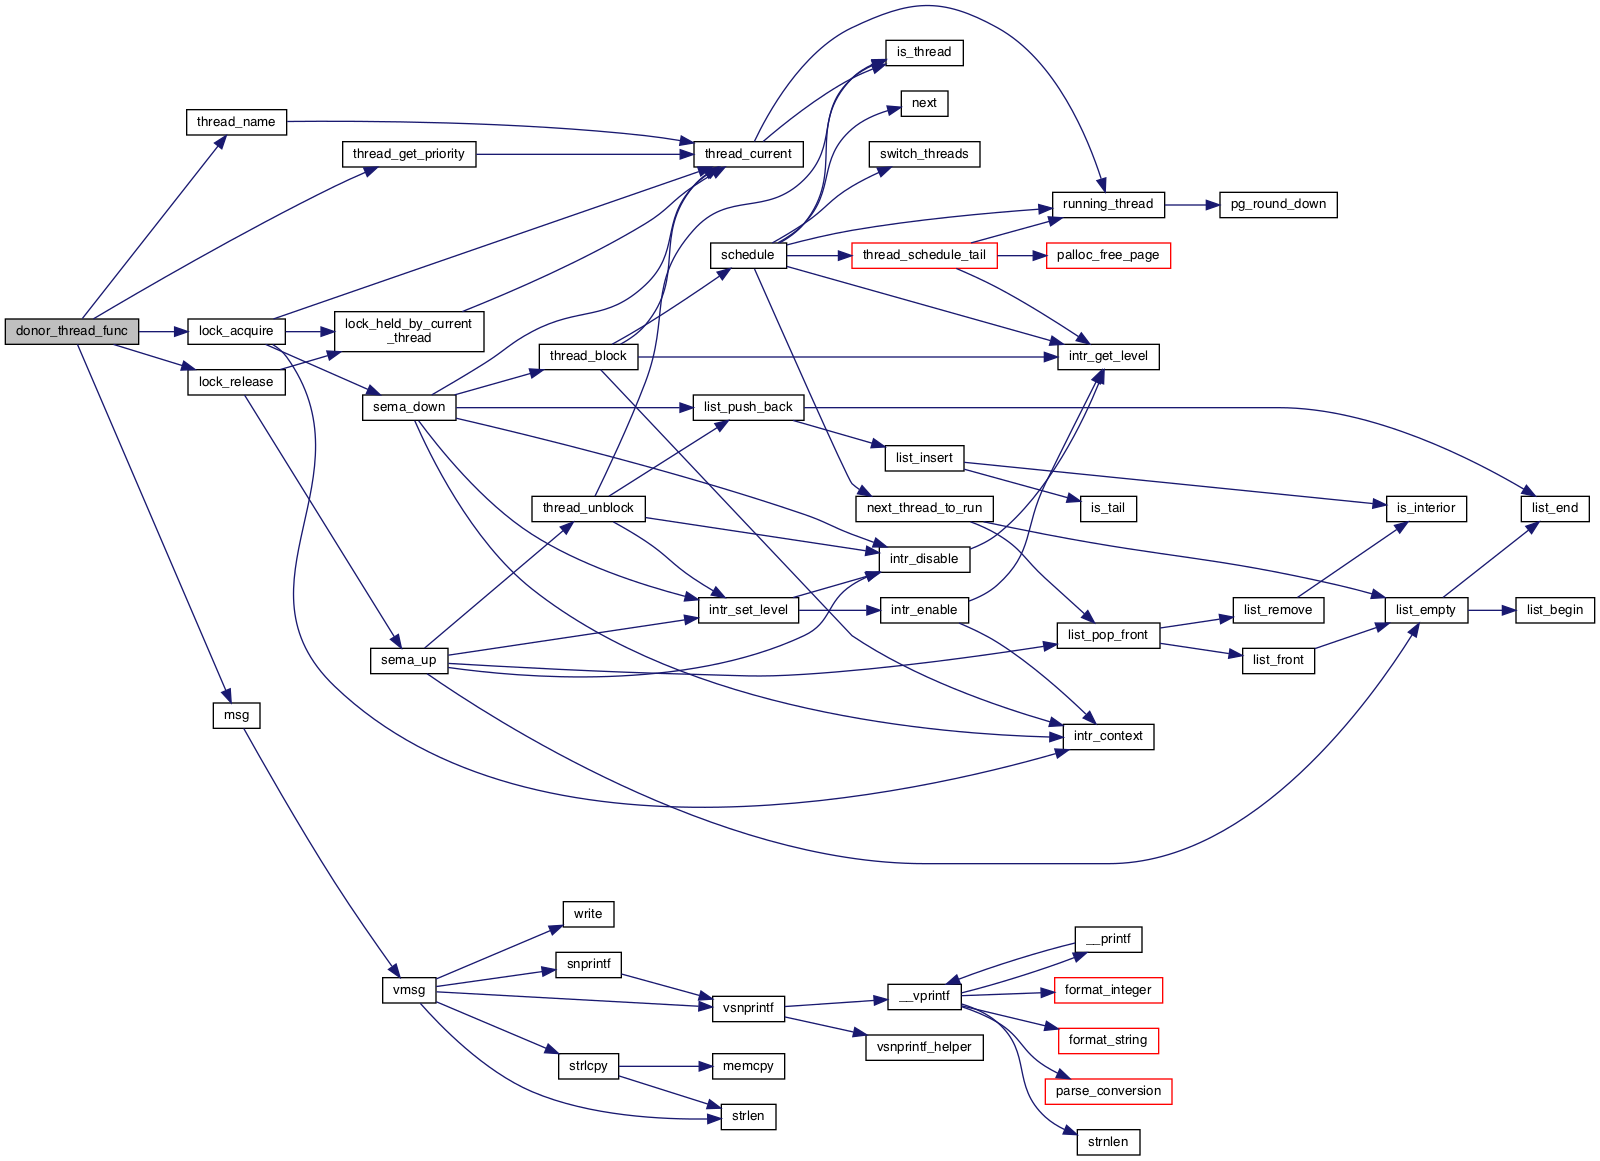 is_thread
next
thread_name
thread_get_priority
thread_current
switch_threads
running_thread
pg_round_down
schedule
thread_schedule_tail
palloc_free_page
donor_thread_func
lock_acquire
lock_held_by_current
_thread
thread_block
intr_get_level
lock_release
sema_down
list_push_back
list_insert
thread_unblock
next_thread_to_run
is_tail
is_interior
list_end
intr_disable
intr_set_level
intr_enable
list_remove
list_empty
list_begin
list_pop_front
sema_up
list_front
msg
intr_context
write
__printf
snprintf
vmsg
vsnprintf
__vprintf
format_integer
vsnprintf_helper
format_string
strlcpy
memcpy
parse_conversion
strlen
strnlen